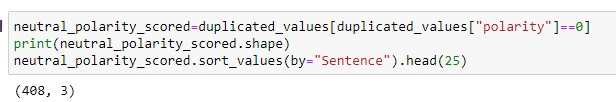 neutral_polarity_scored=duplicated_values[duplicated_values["polarity"]==0]
print(neutral_polarity_scored.shape)
neutral_polarity_scored.sort_values(by="Sentence").head(25)
(408, 3)